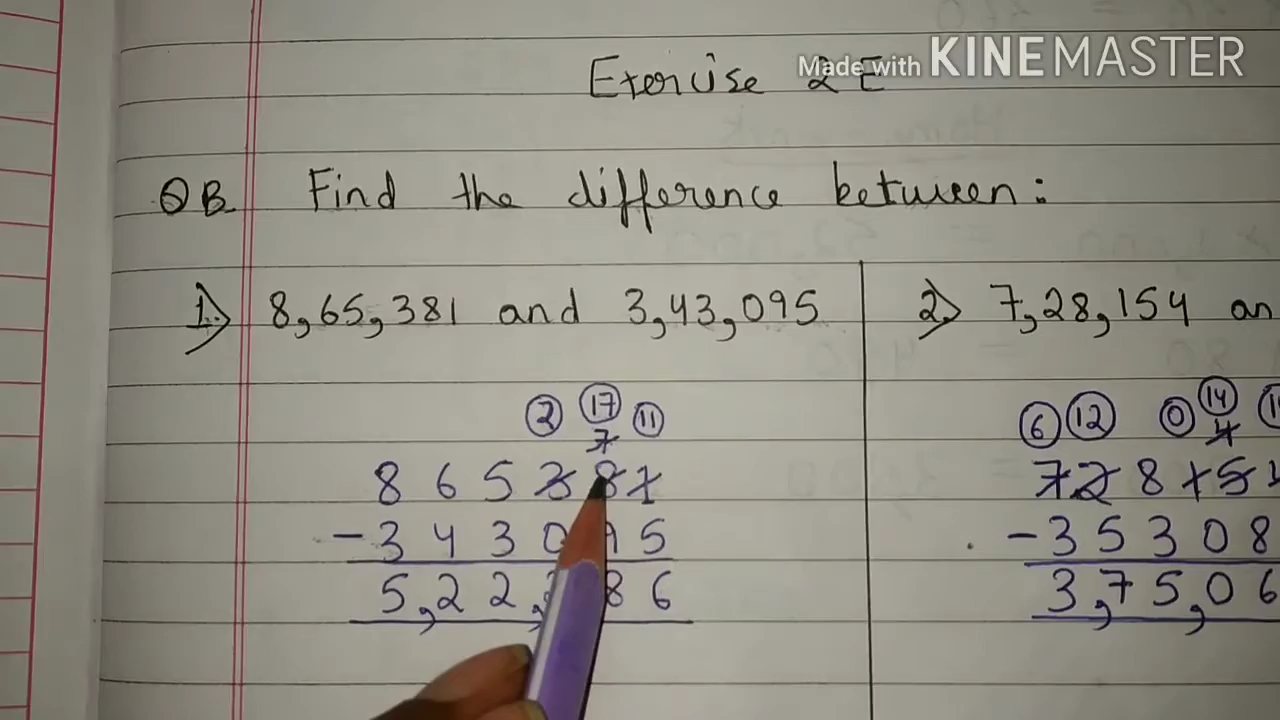 Made with KINEMASTER
Exercise 2E
QB. Find the difference between:
1.) 8,65,381 and 3,43,095
2.) 7,28,154 an
2 17 11
7
8 6 5 3 8 1
- 3 4 3 0 9 5
5,2 2, 8 6
6 12 0 14 1
4
7 2 8 1 5 4
- 3 5 3 0 8
3,7 5,0 6